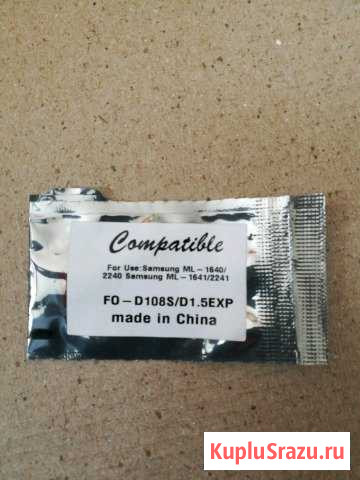 Compatible
For Use:Samsung ML-1640/
2240 Samsung ML-1641/2241
FO-D108S/D1.5EXP
made in China
KupluSrazu.ru